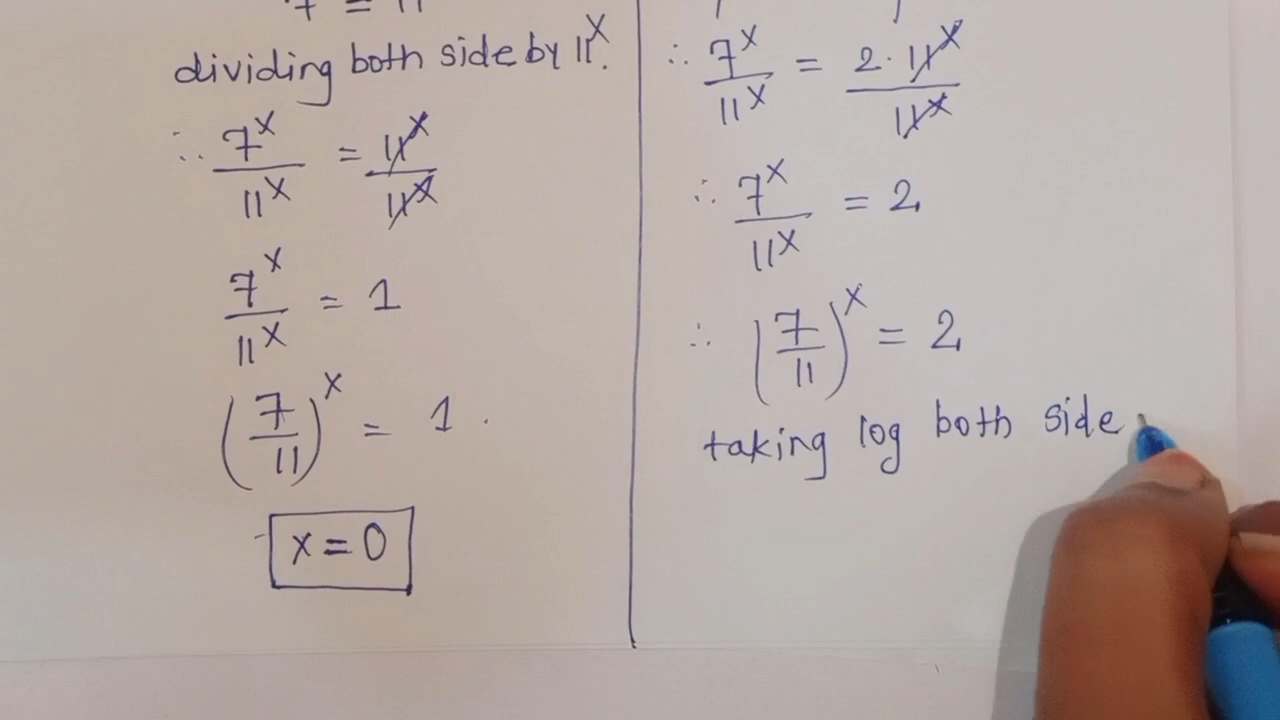 dividing both side by 11^x.
∴ 7^x / 11^x = 11^x / 11^x
7^x / 11^x = 1
(7 / 11)^x = 1 .
x = 0
∴ 7^x / 11^x = 2 · 11^x / 11^x
∴ 7^x / 11^x = 2
∴ (7 / 11)^x = 2
taking log both side